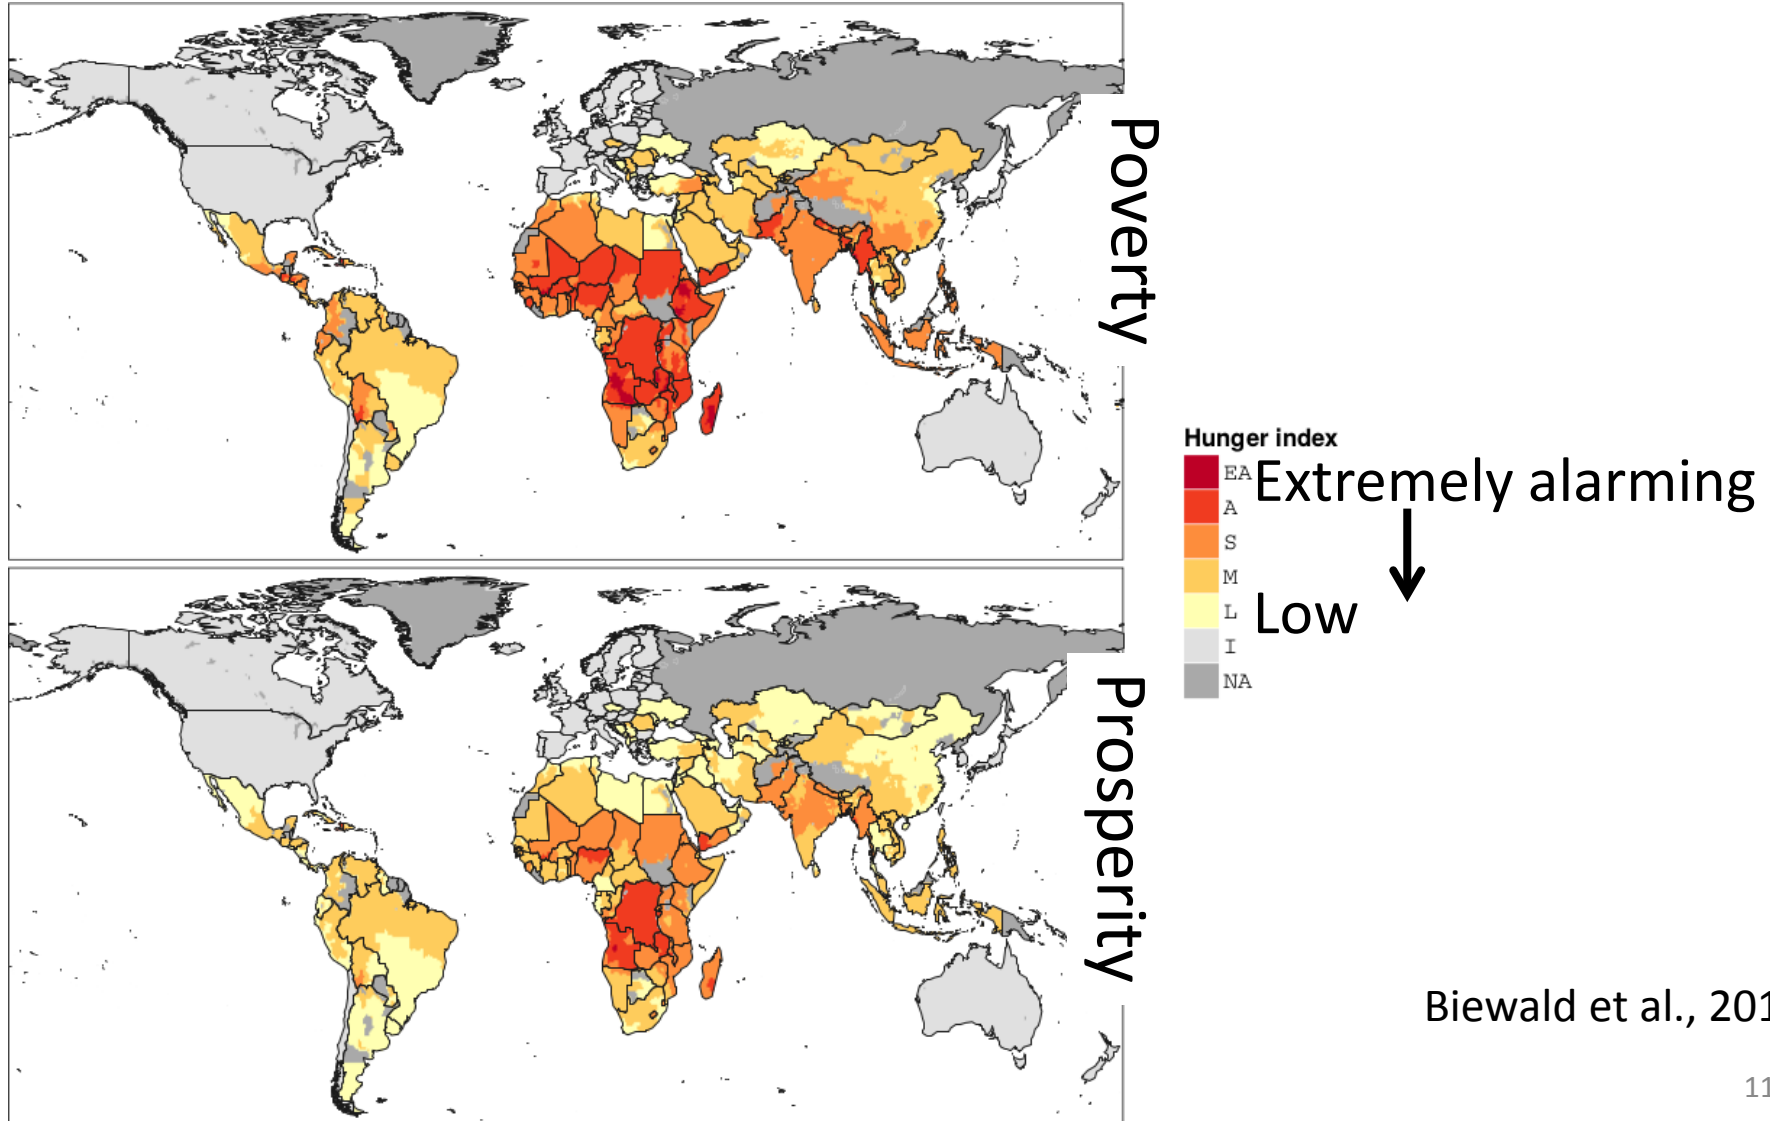 Poverty
Hunger index
EA Extremely alarming
A
S
M
L Low
I
NA
Prosperity
Biewald et al., 201
11